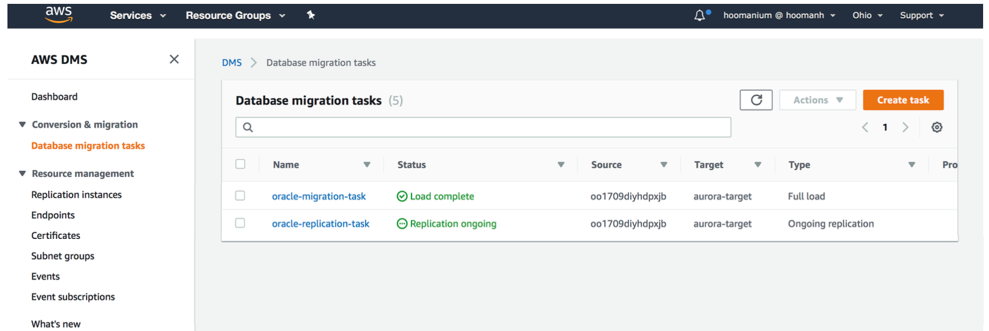 aws Services Resource Groups hoomanium @ hoomanh Ohio Support
AWS DMS
DMS > Database migration tasks
Dashboard
Conversion & migration
Database migration tasks
Resource management
Replication instances
Endpoints
Certificates
Subnet groups
Events
Event subscriptions
What's new
Database migration tasks (5)
Actions
Create task
1
Name Status Source Target Type Pro
oracle-migration-task Load complete oo1709diyhdpxjb aurora-target Full load
oracle-replication-task Replication ongoing oo1709diyhdpxjb aurora-target Ongoing replication